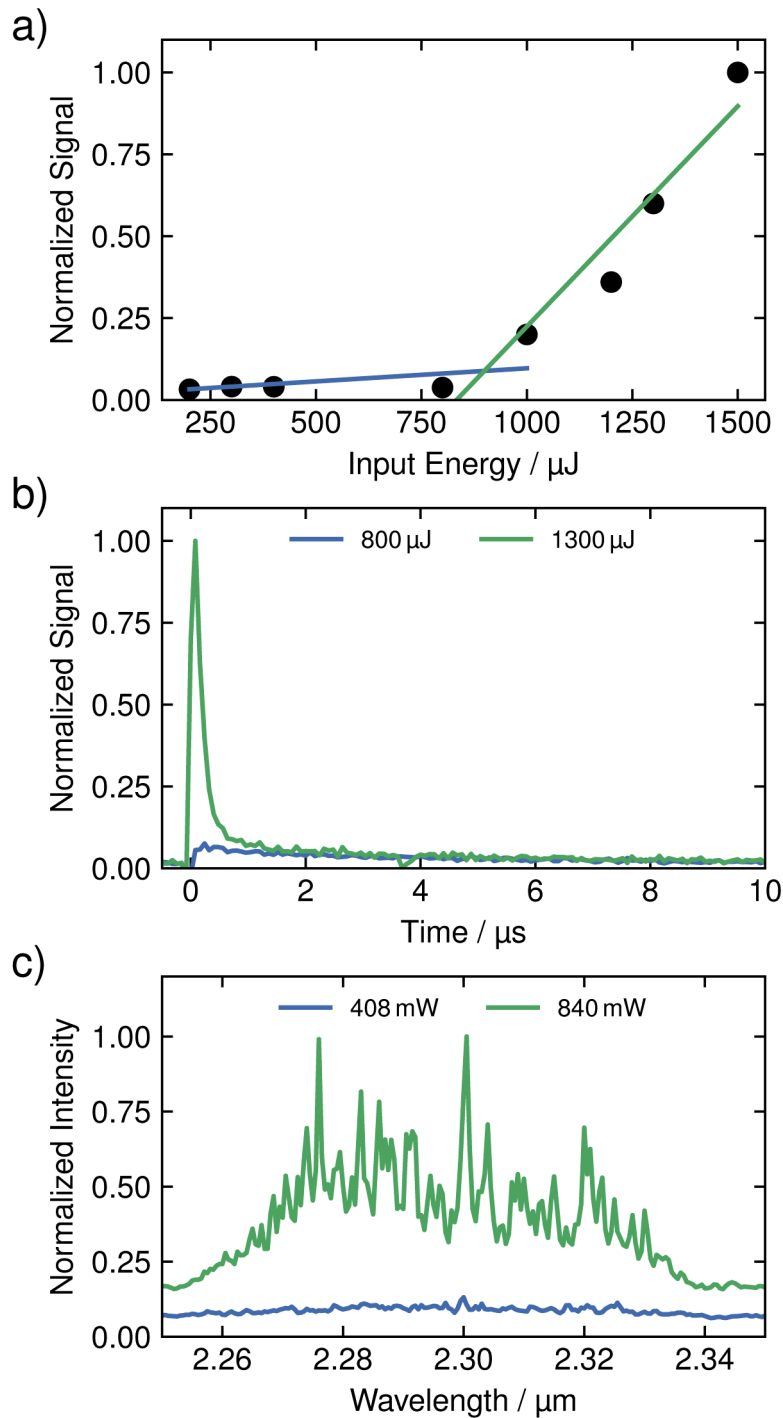 a)
Normalized Signal
1.00
0.75
0.50
0.25
0.00
250 500 750 1000 1250 1500
Input Energy / µJ
b)
800 µJ 1300 µJ
Normalized Signal
1.00
0.75
0.50
0.25
0.00
0 2 4 6 8 10
Time / µs
c)
408 mW 840 mW
Normalized Intensity
1.00
0.75
0.50
0.25
0.00
2.26 2.28 2.30 2.32 2.34
Wavelength / µm